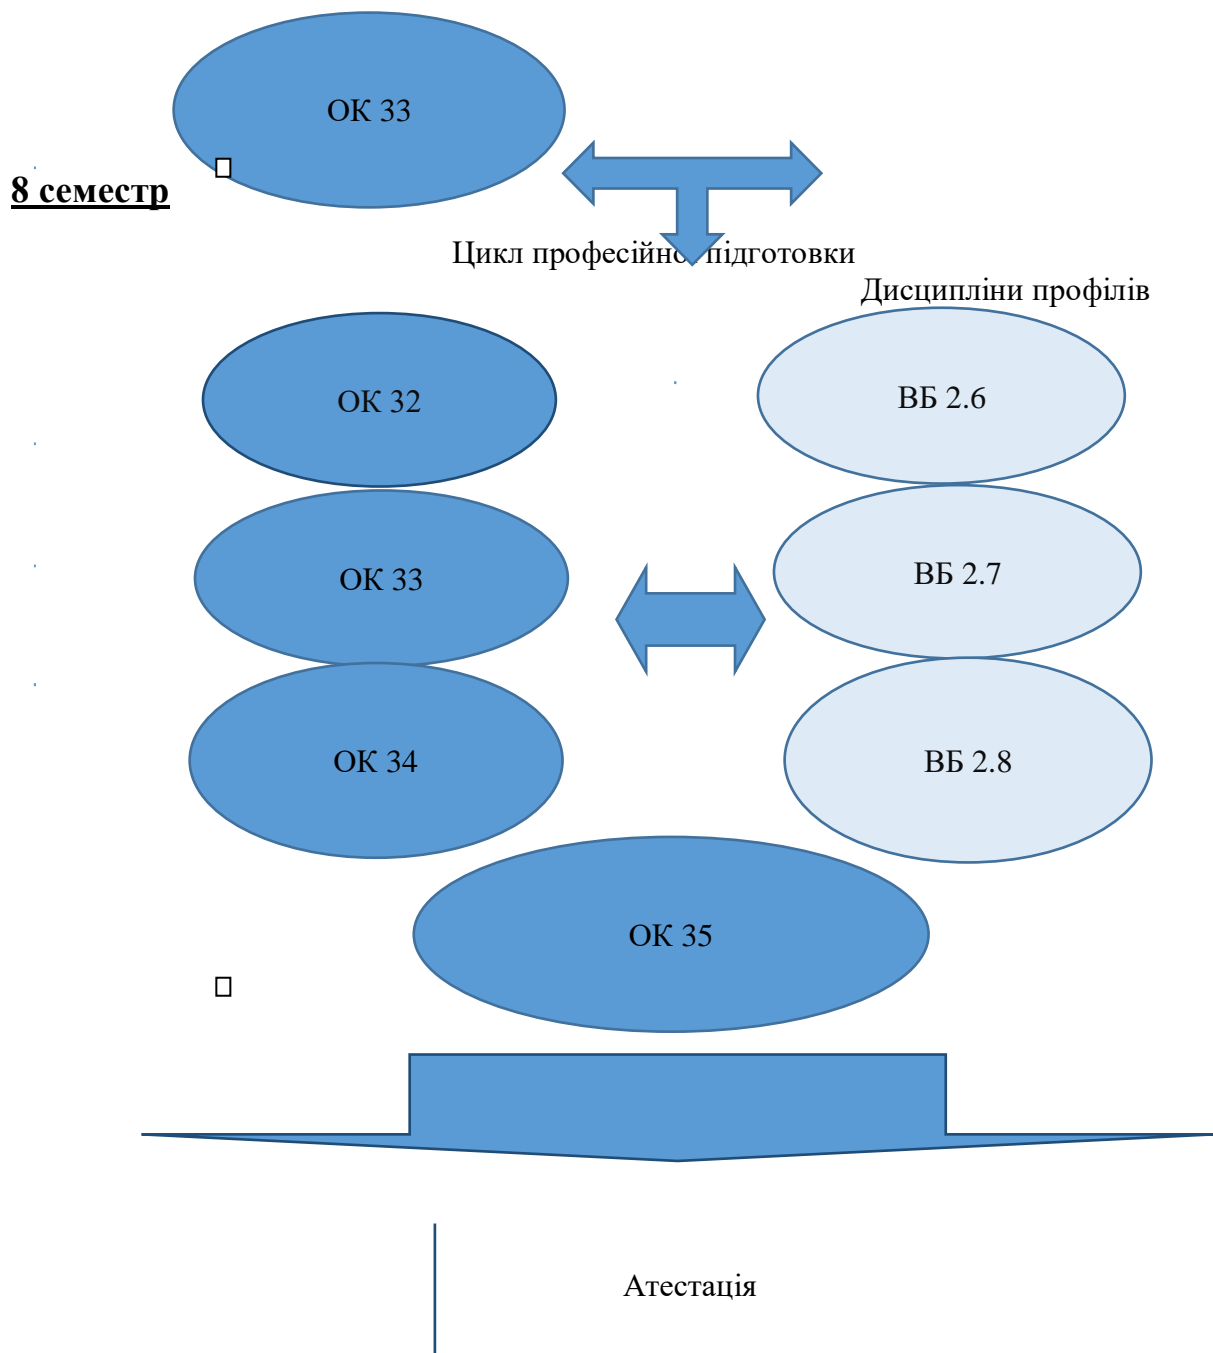 ОК 33
8 семестр
Цикл професійної підготовки
Дисципліни профілів
ОК 32
ВБ 2.6
ОК 33
ВБ 2.7
ОК 34
ВБ 2.8
ОК 35
Атестація